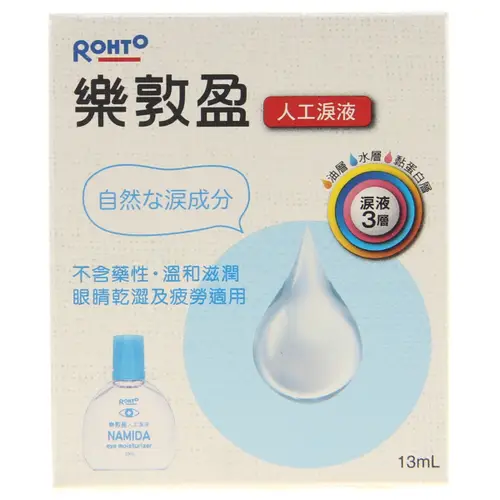 ROHTO
樂敦盈
人工淚液
油層 水層 黏蛋白層
淚液
3層
自然な涙成分
不含藥性・溫和滋潤
眼睛乾澀及疲勞適用
ROHTO
樂敦盈人工淚液
NAMIDA
eye moisturizer
13mL